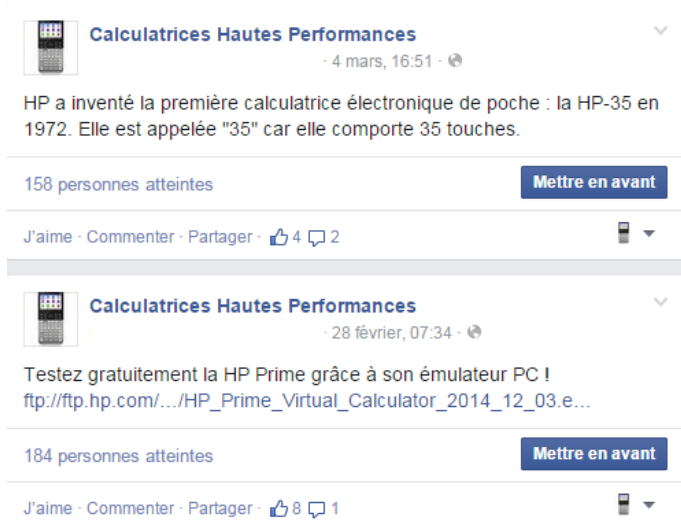 Calculatrices Hautes Performances
· 4 mars, 16:51 ·
HP a inventé la première calculatrice électronique de poche : la HP-35 en
1972. Elle est appelée "35" car elle comporte 35 touches.
158 personnes atteintes
Mettre en avant
J'aime · Commenter · Partager · 4 2
Calculatrices Hautes Performances
· 28 février, 07:34 ·
Testez gratuitement la HP Prime grâce à son émulateur PC !
ftp://ftp.hp.com/.../HP_Prime_Virtual_Calculator_2014_12_03.e...
184 personnes atteintes
Mettre en avant
J'aime · Commenter · Partager · 8 1